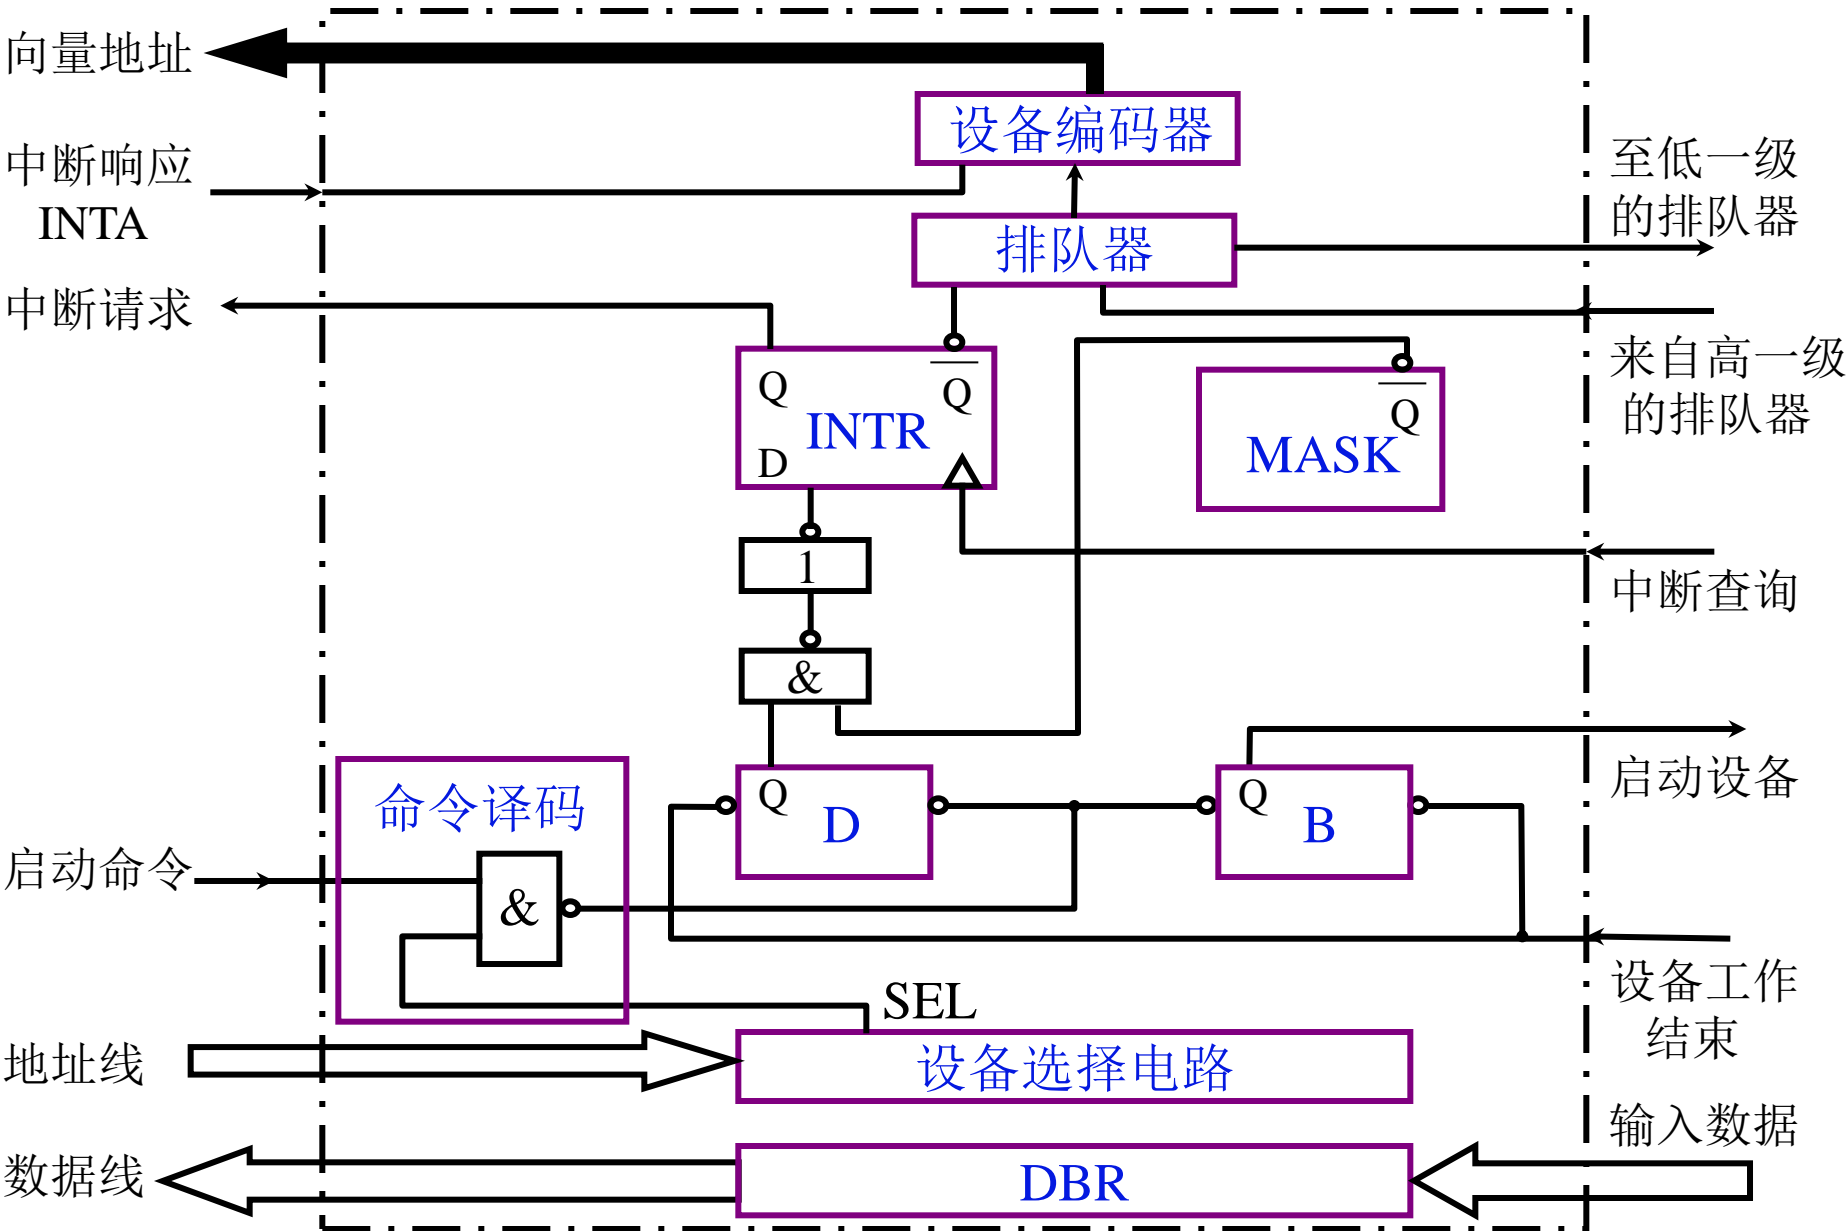 向量地址
设备编码器
中断响应
INTA
至低一级
的排队器
排队器
中断请求
来自高一级
的排队器
Q
Q
INTR
D
Q
MASK
1
中断查询
&
启动设备
命令译码
Q
D
Q
B
启动命令
&
设备工作
结束
SEL
地址线
设备选择电路
输入数据
数据线
DBR